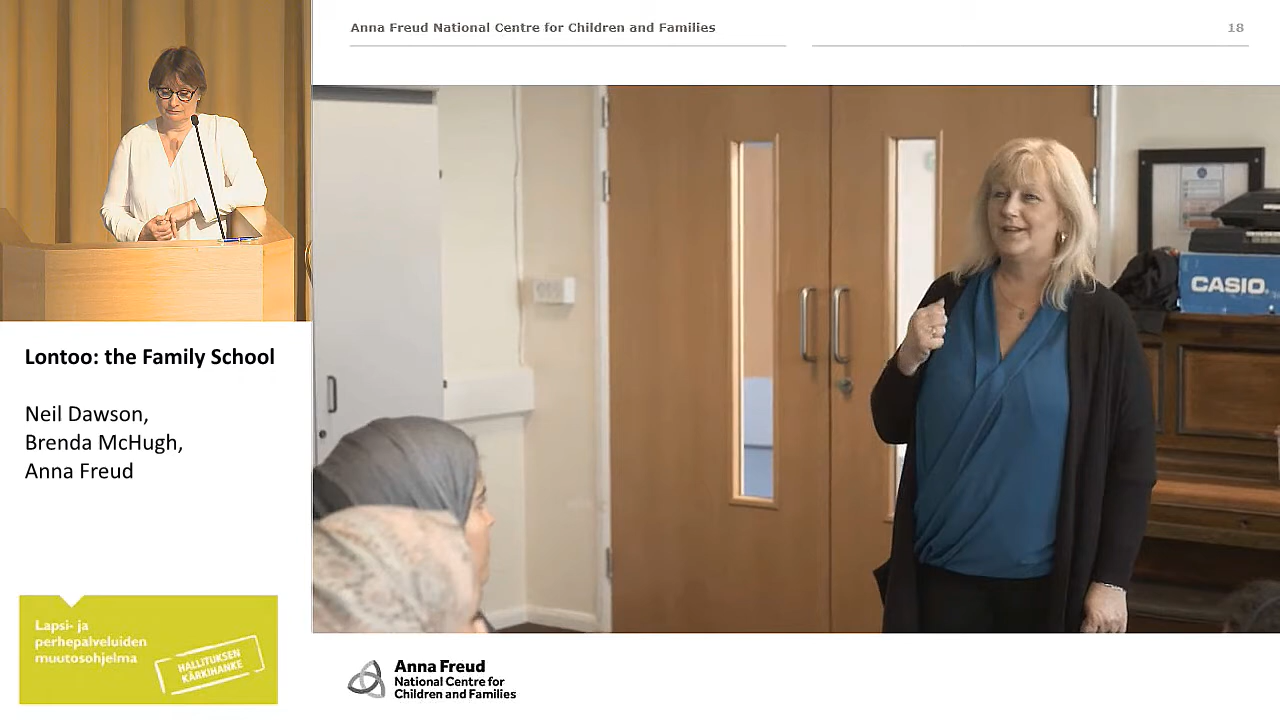 Anna Freud National Centre for Children and Families
18
CASIO
Lontoo: the Family School
Neil Dawson,
Brenda McHugh,
Anna Freud
Lapsi- ja
perhepalveluiden
muutosohjelma
HALLITUKSEN
KÄRKIHANKE
Anna Freud
National Centre for
Children and Families